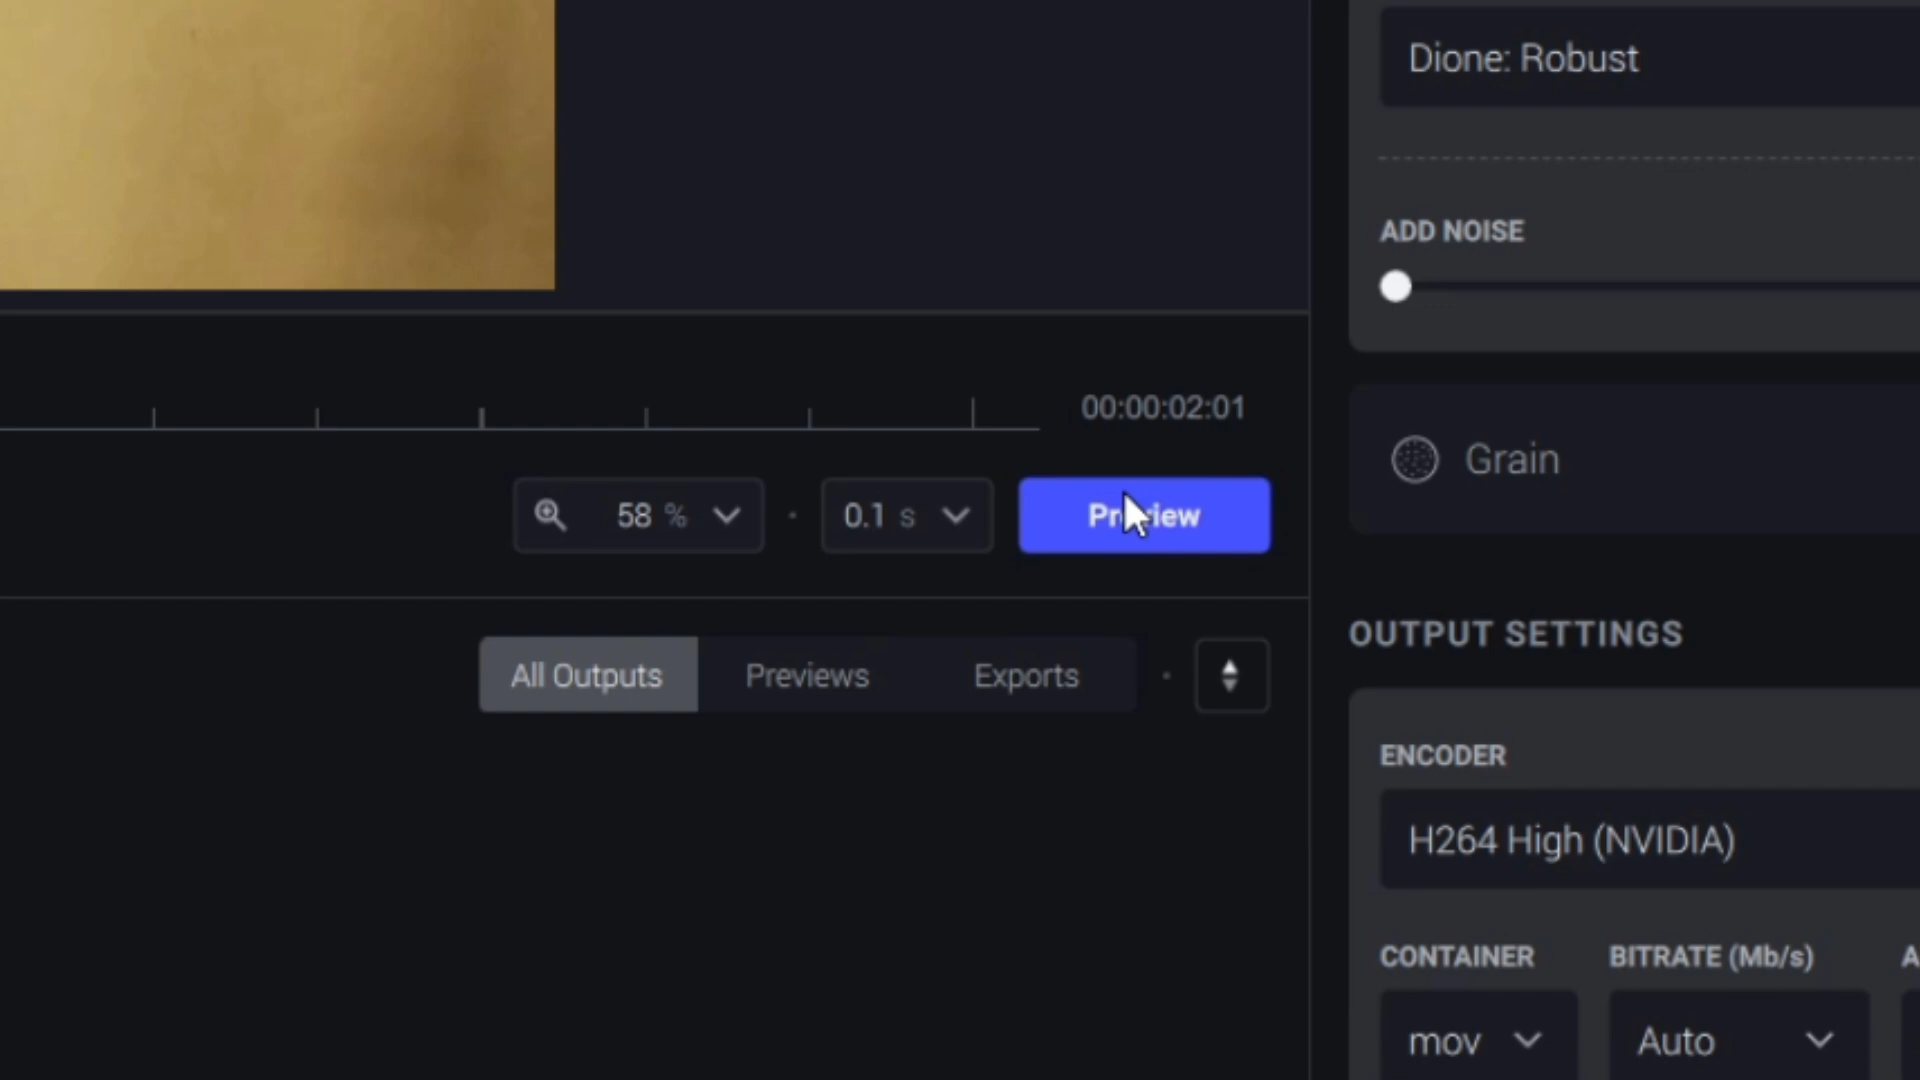 Dione: Robust
ADD NOISE
00:00:02:01
Grain
58 %
0.1 s
Preview
OUTPUT SETTINGS
All Outputs
Previews
Exports
ENCODER
H264 High (NVIDIA)
CONTAINER
BITRATE (Mb/s)
A
mov
Auto